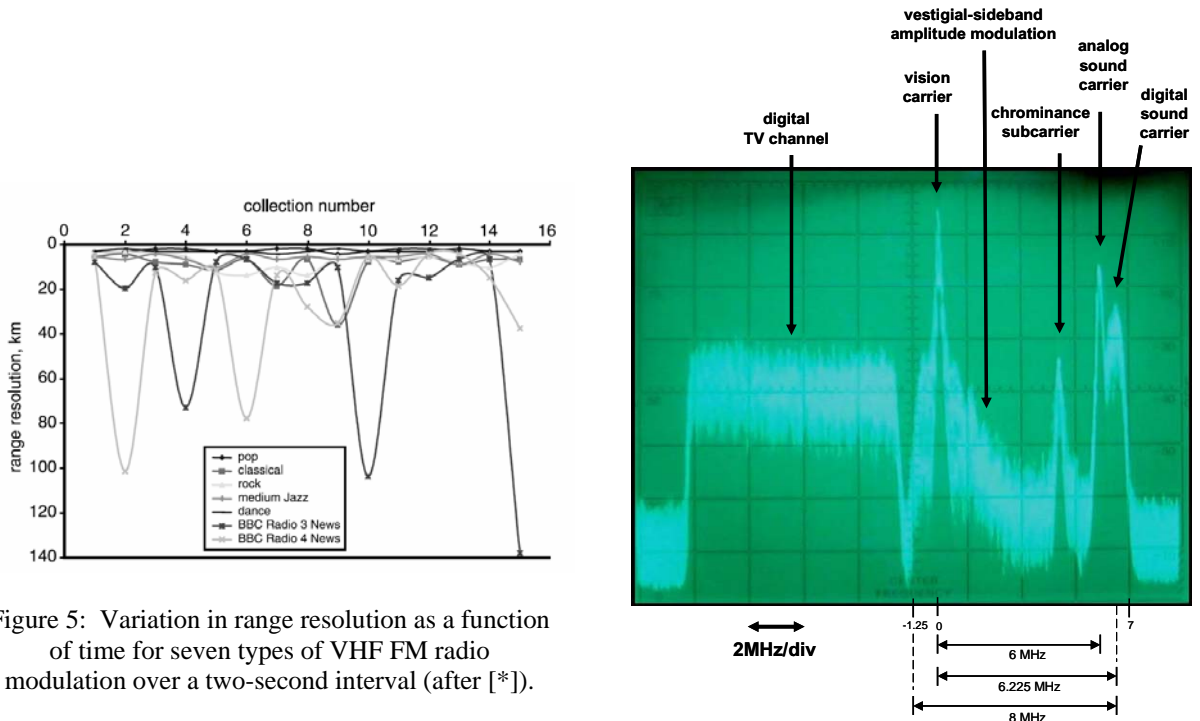 collection number
0 2 4 6 8 10 12 14 16
0
20
40
60
80
100
120
140
range resolution, km
pop
classical
rock
medium Jazz
dance
BBC Radio 3 News
BBC Radio 4 News
igure 5: Variation in range resolution as a function
of time for seven types of VHF FM radio
modulation over a two-second interval (after [*]).
vestigial-sideband
amplitude modulation
analog
sound
carrier
vision
carrier
digital
sound
carrier
chrominance
subcarrier
digital
TV channel
CENTER
FREQUENCY
-1.25 0 7
2MHz/div
6 MHz
6.225 MHz
8 MHz